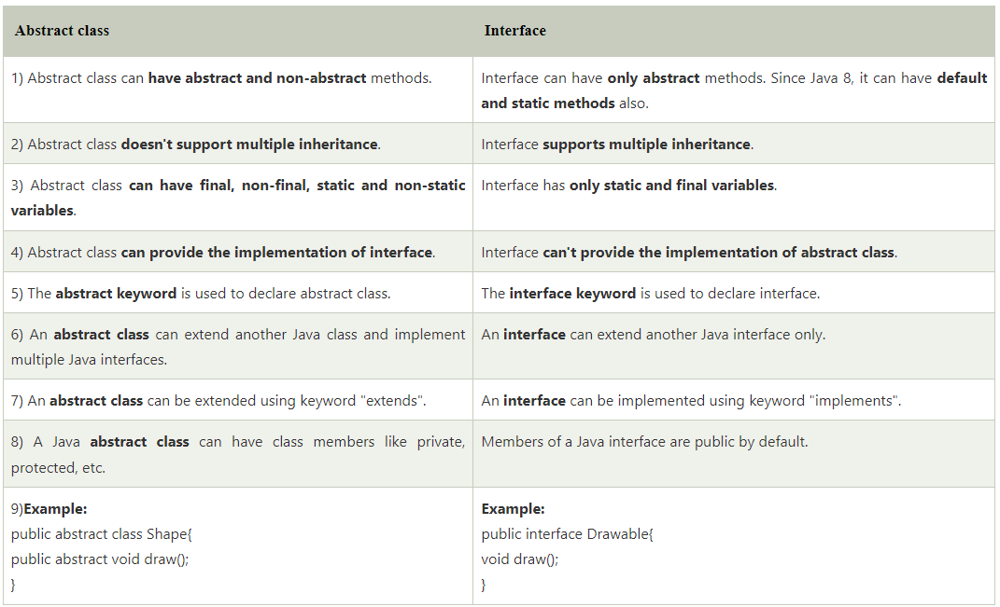 Abstract class
Interface
1) Abstract class can have abstract and non-abstract methods.
Interface can have only abstract methods. Since Java 8, it can have default
and static methods also.
2) Abstract class doesn't support multiple inheritance.
Interface supports multiple inheritance.
3) Abstract class can have final, non-final, static and non-static
variables.
Interface has only static and final variables.
4) Abstract class can provide the implementation of interface.
Interface can't provide the implementation of abstract class.
5) The abstract keyword is used to declare abstract class.
The interface keyword is used to declare interface.
6) An abstract class can extend another Java class and implement
multiple Java interfaces.
An interface can extend another Java interface only.
7) An abstract class can be extended using keyword "extends".
An interface can be implemented using keyword "implements".
8) A Java abstract class can have class members like private,
protected, etc.
Members of a Java interface are public by default.
9)Example:
public abstract class Shape{
public abstract void draw();
}
Example:
public interface Drawable{
void draw();
}